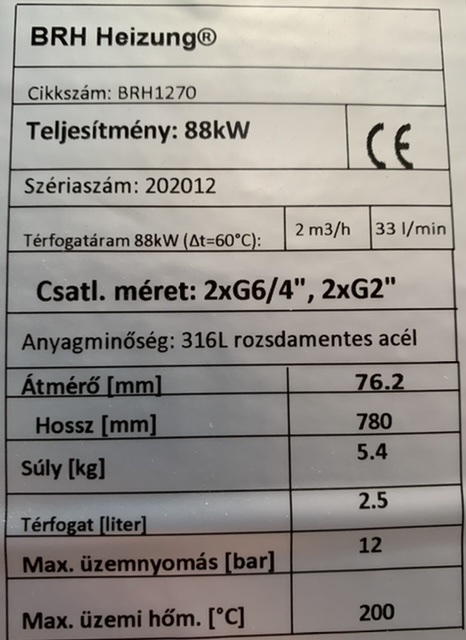 BRH Heizung®
Cikkszám: BRH1270
Teljesítmény: 88kW
CE
Szériaszám: 202012
Térfogatáram 88kW (Δt=60°C): 2 m3/h 33 l/min
Csatl. méret: 2xG6/4", 2xG2"
Anyagminőség: 316L rozsdamentes acél
Átmérő [mm] 76.2
Hossz [mm] 780
Súly [kg] 5.4
Térfogat [liter] 2.5
Max. üzemnyomás [bar] 12
Max. üzemi hőm. [°C] 200